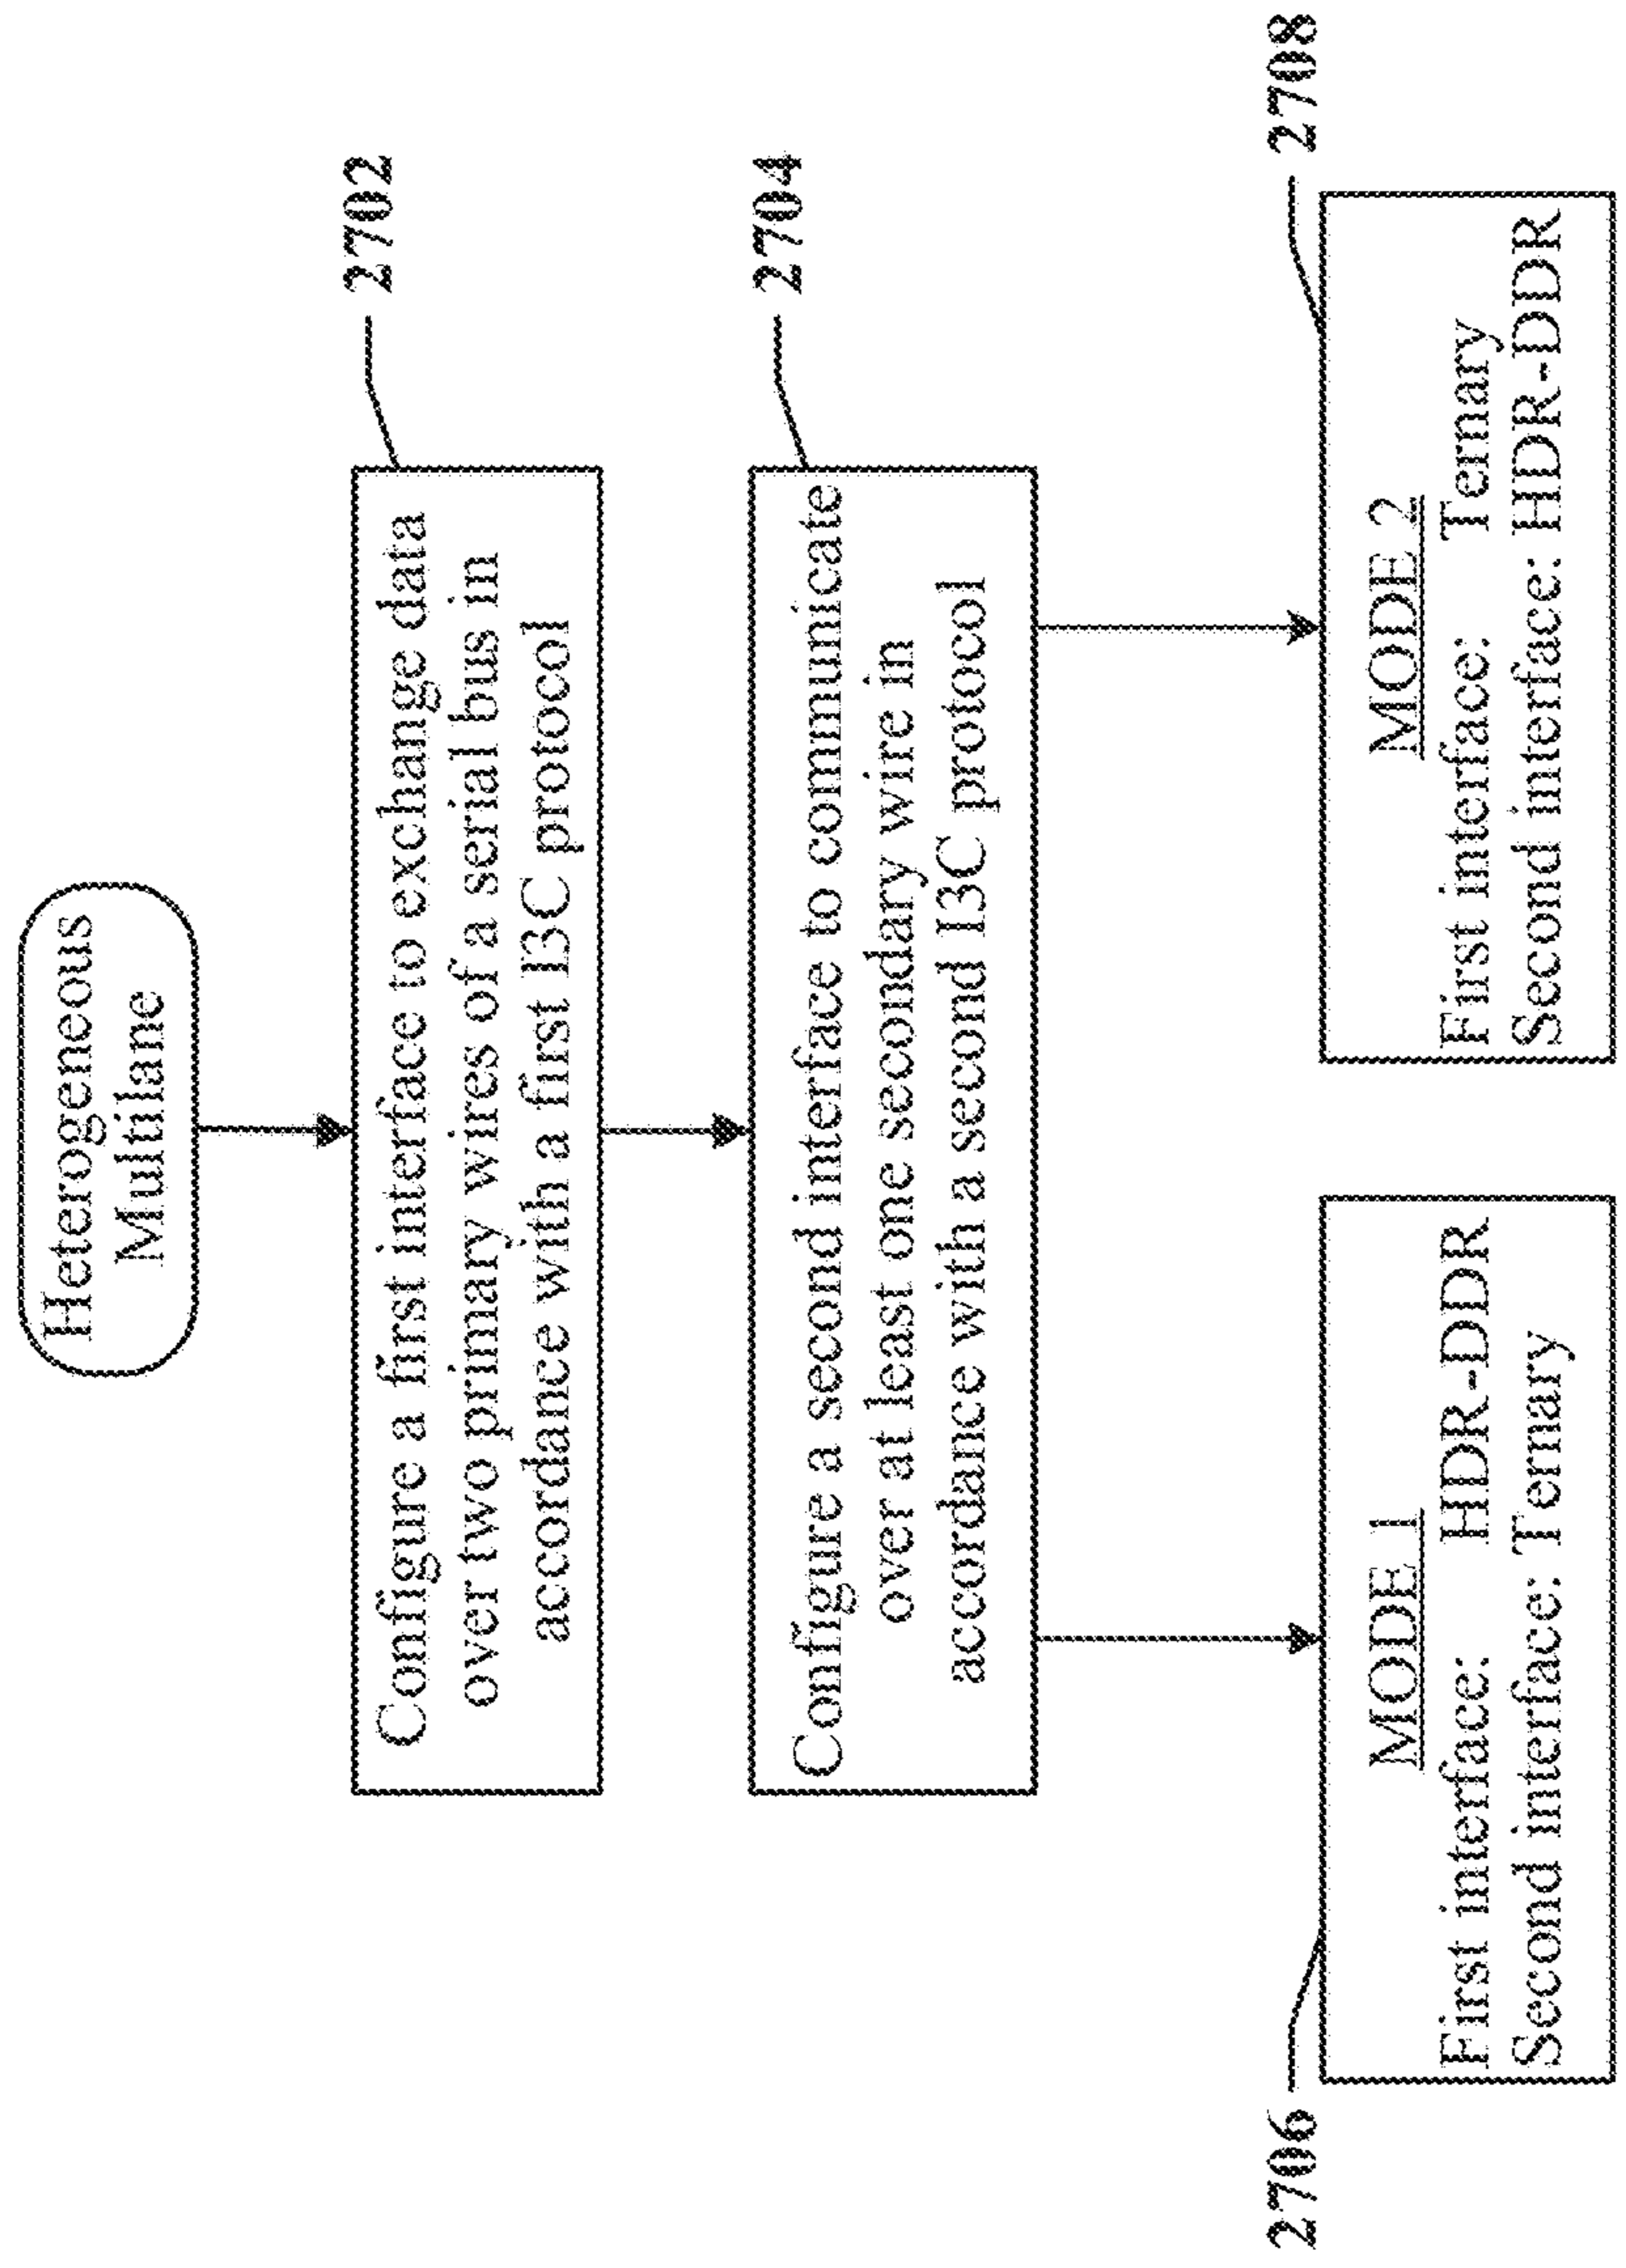 Heterogeneous
Multilane
2702
Configure a first interface to exchange data
over two primary wires of a serial bus in
accordance with a first I3C protocol
2704
Configure a second interface to communicate
over at least one secondary wire in
accordance with a second I3C protocol
2706
MODE 1
First interface: HDR-DDR
Second interface: Ternary
2708
MODE 2
First interface: Ternary
Second interface: HDR-DDR